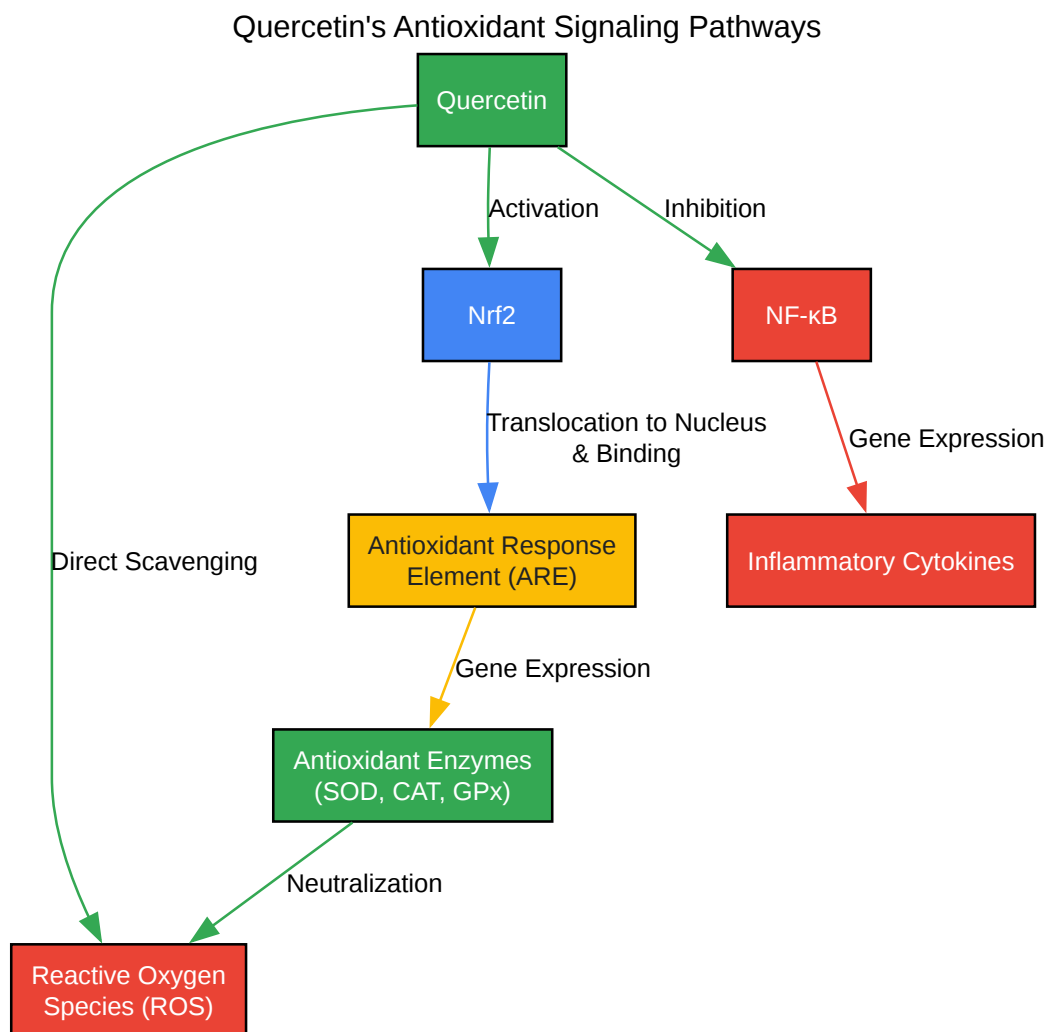 Quercetin's Antioxidant Signaling Pathways
Quercetin
Activation
Inhibition
Nrf2
NF-κB
Translocation to Nucleus
& Binding
Gene Expression
Direct Scavenging
Antioxidant Response
Element (ARE)
Inflammatory Cytokines
Gene Expression
Antioxidant Enzymes
(SOD, CAT, GPx)
Neutralization
Reactive Oxygen
Species (ROS)